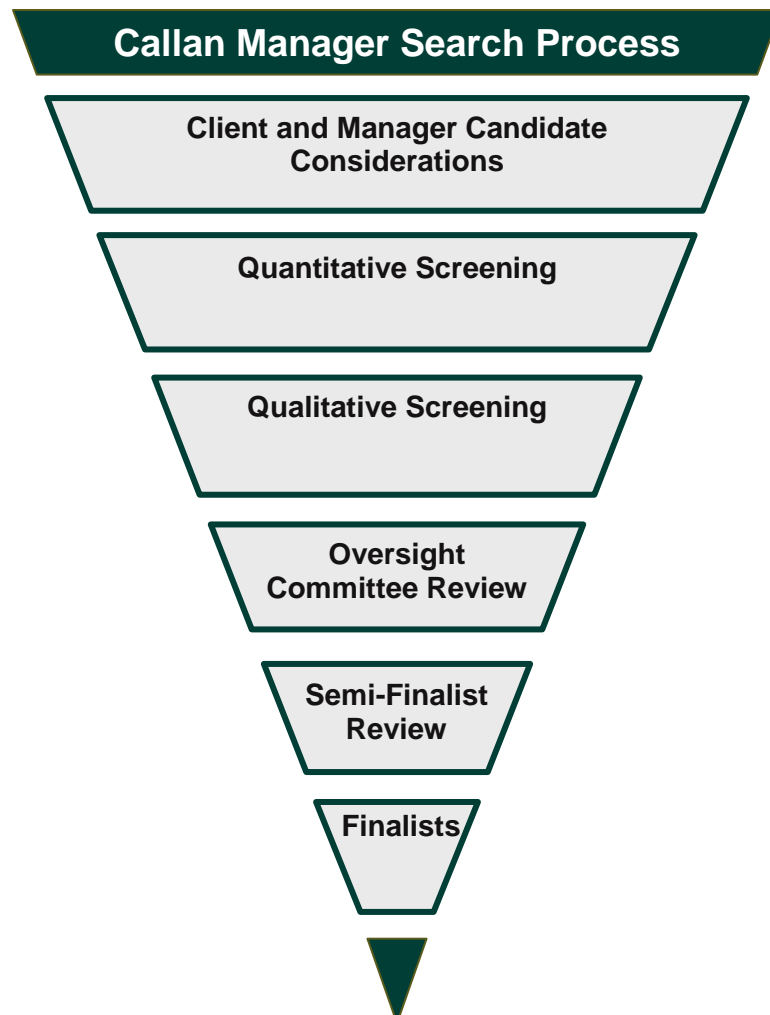 Callan Manager Search Process
Client and Manager Candidate
Considerations
Quantitative Screening
Qualitative Screening
Oversight
Committee Review
Semi-Finalist
Review
Finalists